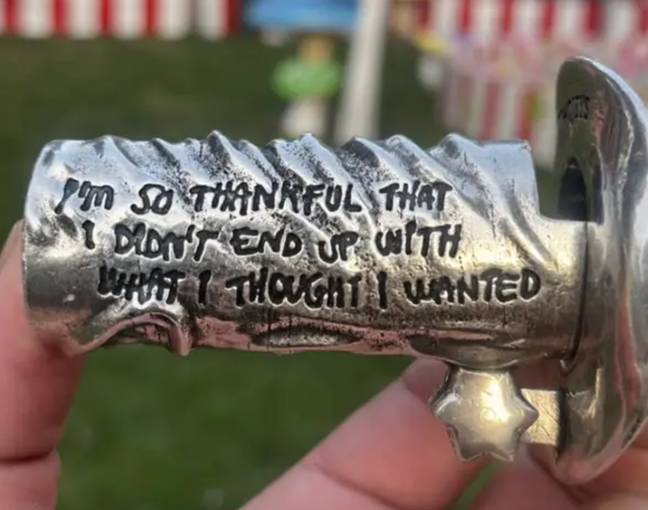 I'M SO THANKFUL THAT
I DIDN'T END UP WITH
WHAT I THOUGHT I WANTED